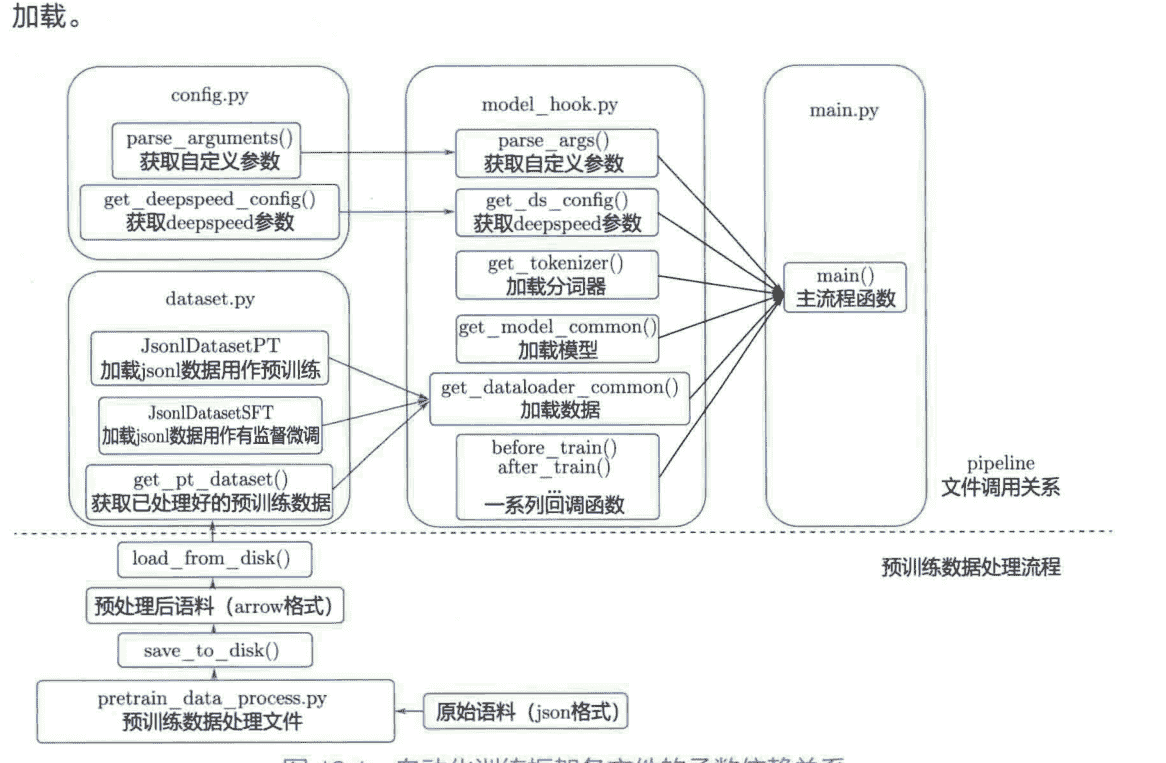 加载。
config.py
parse_arguments()
获取自定义参数
get_deepspeed_config()
获取deepspeed参数
dataset.py
JsonlDatasetPT
加载jsonl数据用作预训练
JsonlDatasetSFT
加载jsonl数据用作有监督微调
get_pt_dataset()
获取已处理好的预训练数据
model_hook.py
parse_args()
获取自定义参数
get_ds_config()
获取deepspeed参数
get_tokenizer()
加载分词器
get_model_common()
加载模型
get_dataloader_common()
加载数据
before_train()
after_train()
...
一系列回调函数
main.py
main()
主流程函数
pipeline
文件调用关系
load_from_disk()
预处理后语料（arrow格式）
save_to_disk()
pretrain_data_process.py
预训练数据处理文件
原始语料（json格式）
预训练数据处理流程